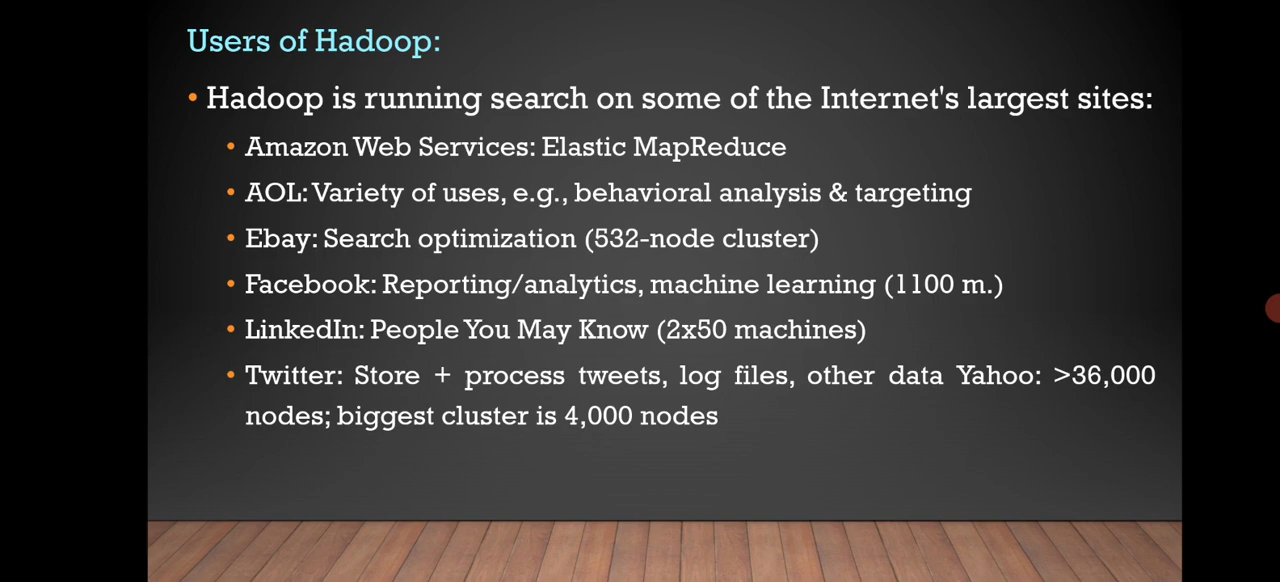 Users of Hadoop:
• Hadoop is running search on some of the Internet's largest sites:
• Amazon Web Services: Elastic MapReduce
• AOL: Variety of uses, e.g., behavioral analysis & targeting
• Ebay: Search optimization (532-node cluster)
• Facebook: Reporting/analytics, machine learning (1100 m.)
• LinkedIn: People You May Know (2x50 machines)
• Twitter: Store + process tweets, log files, other data Yahoo: >36,000
nodes; biggest cluster is 4,000 nodes